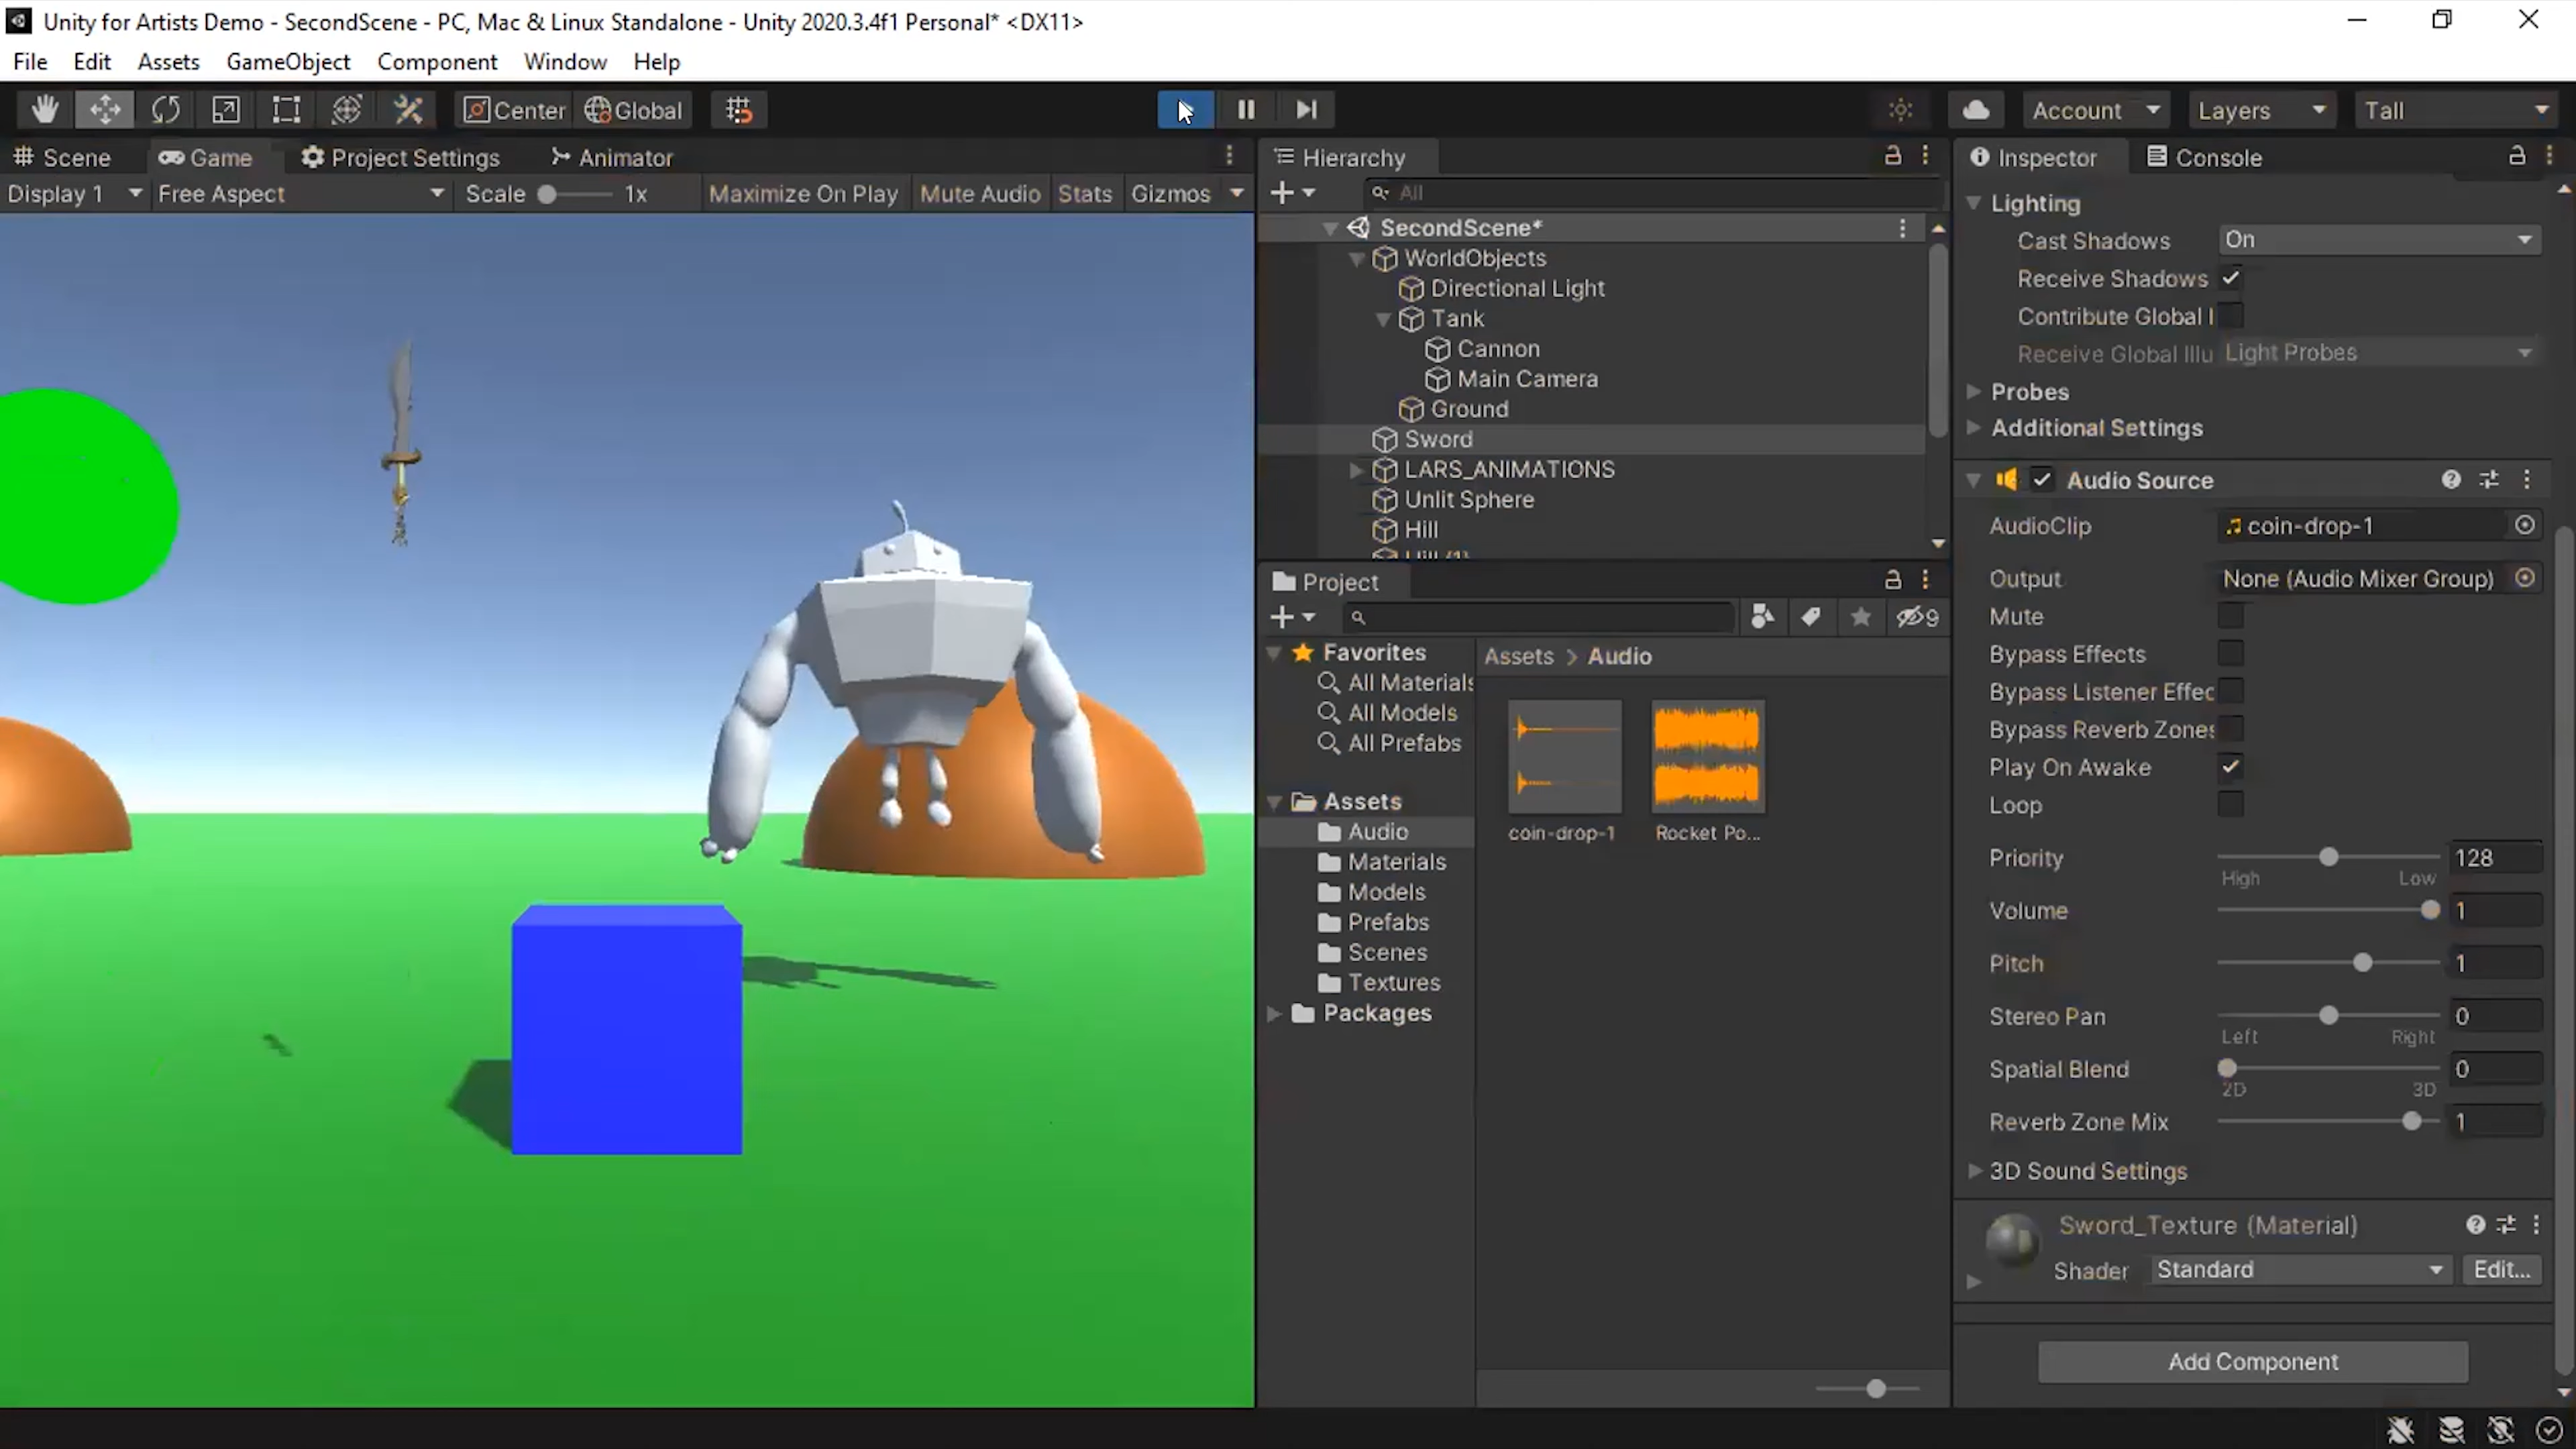 Unity for Artists Demo - SecondScene - PC, Mac & Linux Standalone - Unity 2020.3.4f1 Personal* <DX11>
File Edit Assets GameObject Component Window Help
Center Global Account Layers Tall
Scene Game Project Settings Animator
Display 1 Free Aspect Scale 1x Maximize On Play Mute Audio Stats Gizmos
Hierarchy
All
SecondScene*
WorldObjects
Directional Light
Tank
Cannon
Main Camera
Ground
Sword
LARS_ANIMATIONS
Unlit Sphere
Hill
Hill (1)
Project
9
Favorites
All Materials
All Models
All Prefabs
Assets
Audio
Materials
Models
Prefabs
Scenes
Textures
Packages
Assets > Audio
coin-drop-1 Rocket Po...
Inspector Console
Lighting
Cast Shadows On
Receive Shadows
Contribute Global I
Receive Global Illu Light Probes
Probes
Additional Settings
Audio Source
AudioClip coin-drop-1
Output None (Audio Mixer Group)
Mute
Bypass Effects
Bypass Listener Effec
Bypass Reverb Zones
Play On Awake
Loop
Priority 128
High Low
Volume 1
Pitch 1
Stereo Pan 0
Left Right
Spatial Blend 0
2D 3D
Reverb Zone Mix 1
3D Sound Settings
Sword_Texture (Material)
Shader Standard Edit...
Add Component